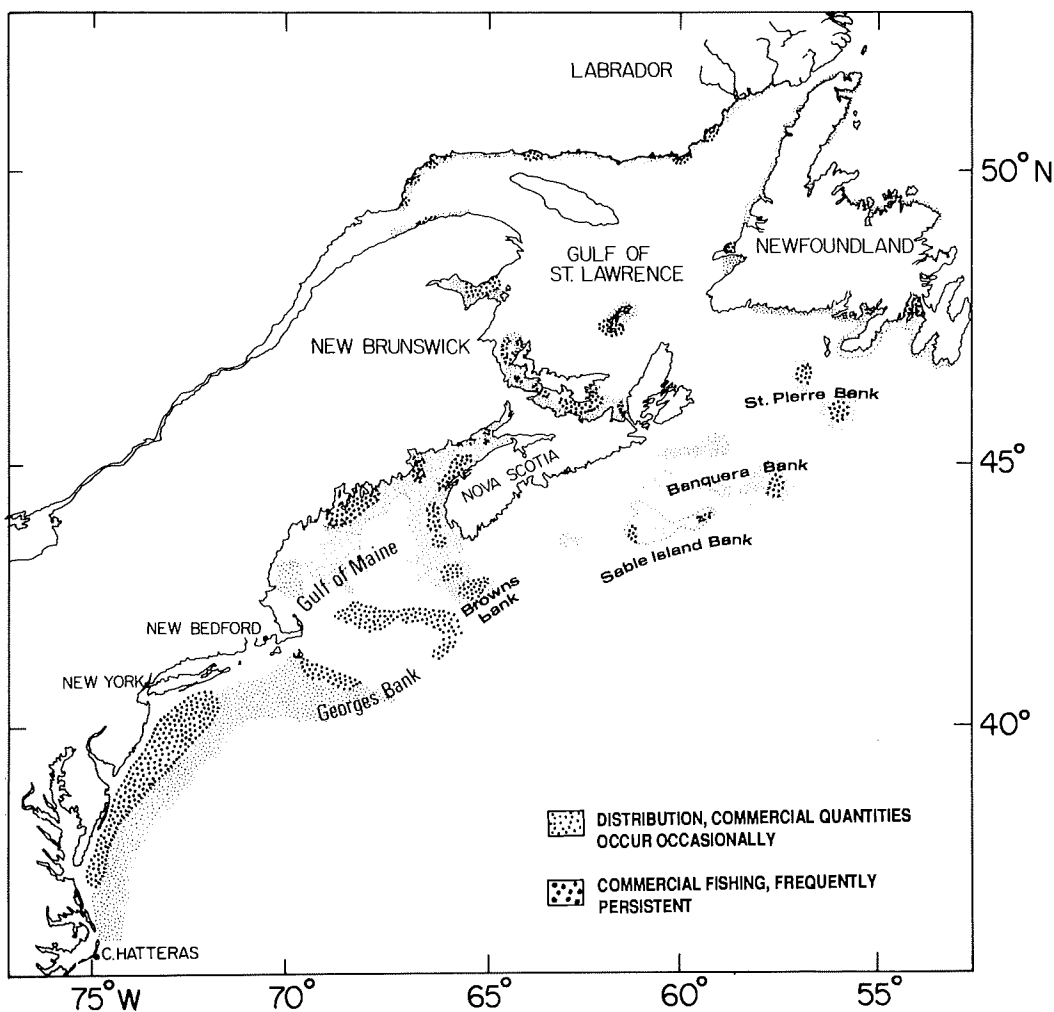 LABRADOR
50°N
GULF OF
ST. LAWRENCE
NEWFOUNDLAND
NEW BRUNSWICK
St. Pierre Bank
45°
NOVA SCOTIA
Banquera Bank
Sable Island Bank
Gulf of Maine
Browns
bank
NEW BEDFORD
NEW YORK
Georges Bank
40°
DISTRIBUTION, COMMERCIAL QUANTITIES
OCCUR OCCASIONALLY
COMMERCIAL FISHING, FREQUENTLY
PERSISTENT
C.HATTERAS
75°W
70°
65°
60°
55°